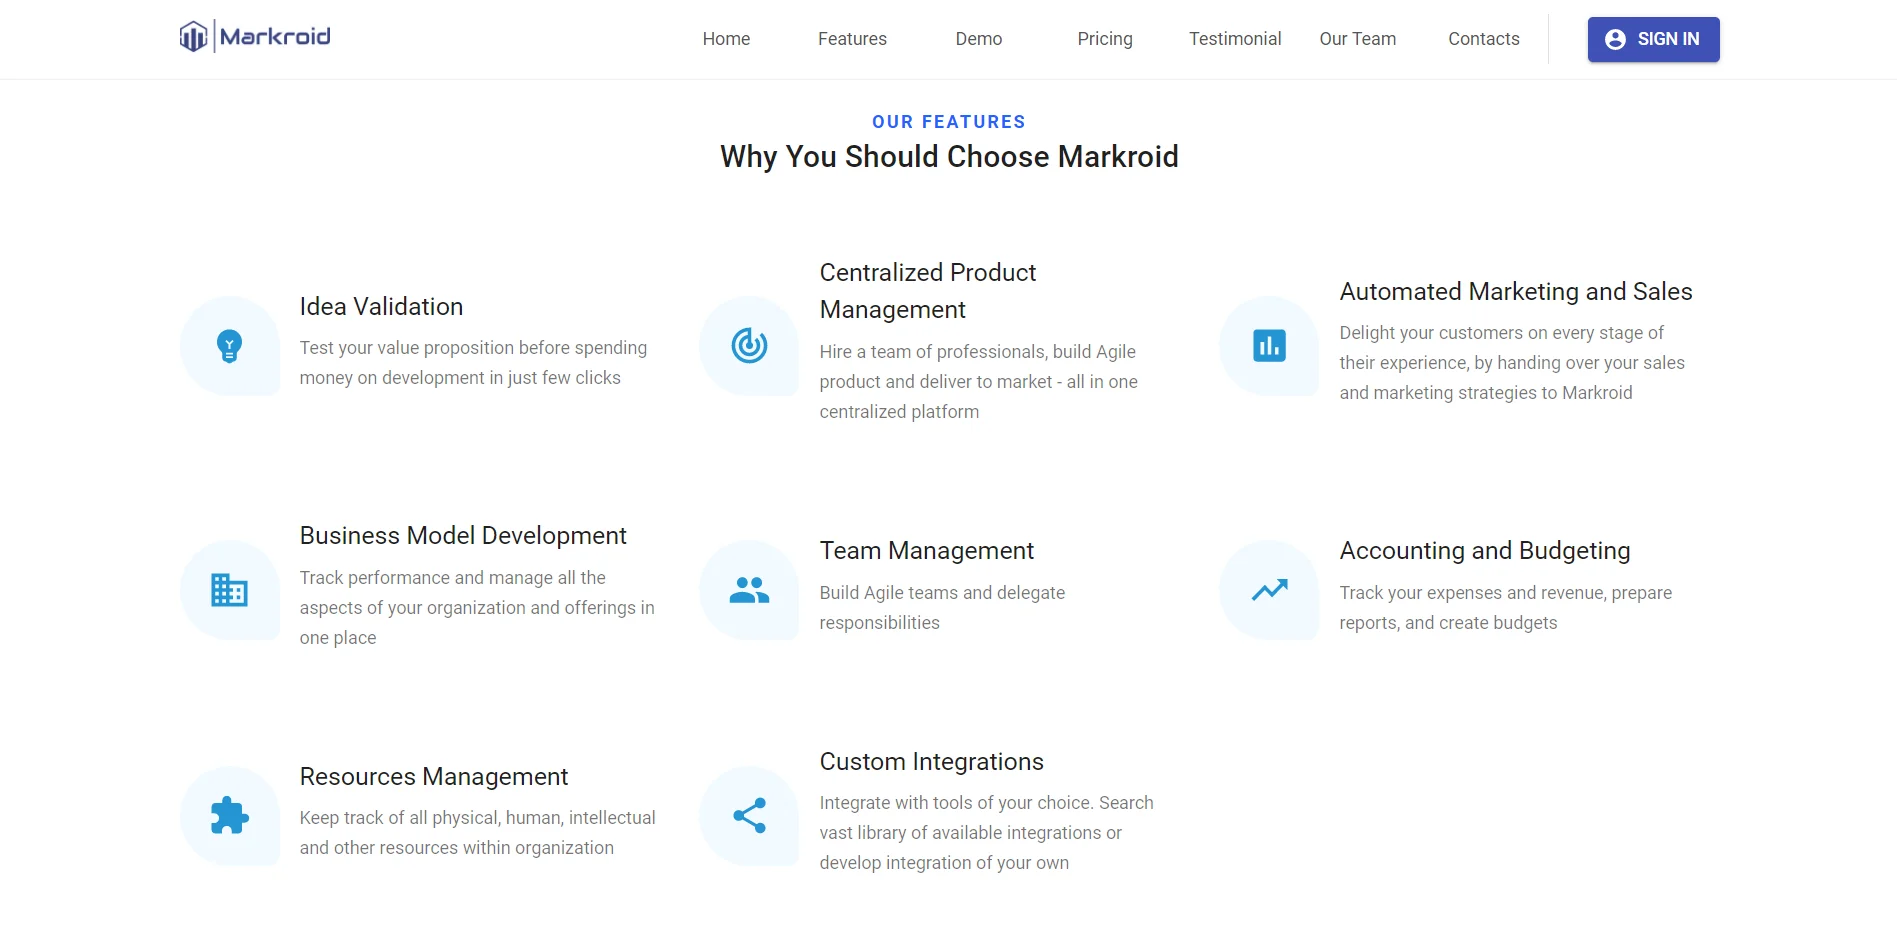 Markroid
Home
Features
Demo
Pricing
Testimonial
Our Team
Contacts
SIGN IN
OUR FEATURES
Why You Should Choose Markroid
Idea Validation
Test your value proposition before spending
money on development in just few clicks
Centralized Product
Management
Hire a team of professionals, build Agile
product and deliver to market - all in one
centralized platform
Automated Marketing and Sales
Delight your customers on every stage of
their experience, by handing over your sales
and marketing strategies to Markroid
Business Model Development
Track performance and manage all the
aspects of your organization and offerings in
one place
Team Management
Build Agile teams and delegate
responsibilities
Accounting and Budgeting
Track your expenses and revenue, prepare
reports, and create budgets
Resources Management
Keep track of all physical, human, intellectual
and other resources within organization
Custom Integrations
Integrate with tools of your choice. Search
vast library of available integrations or
develop integration of your own